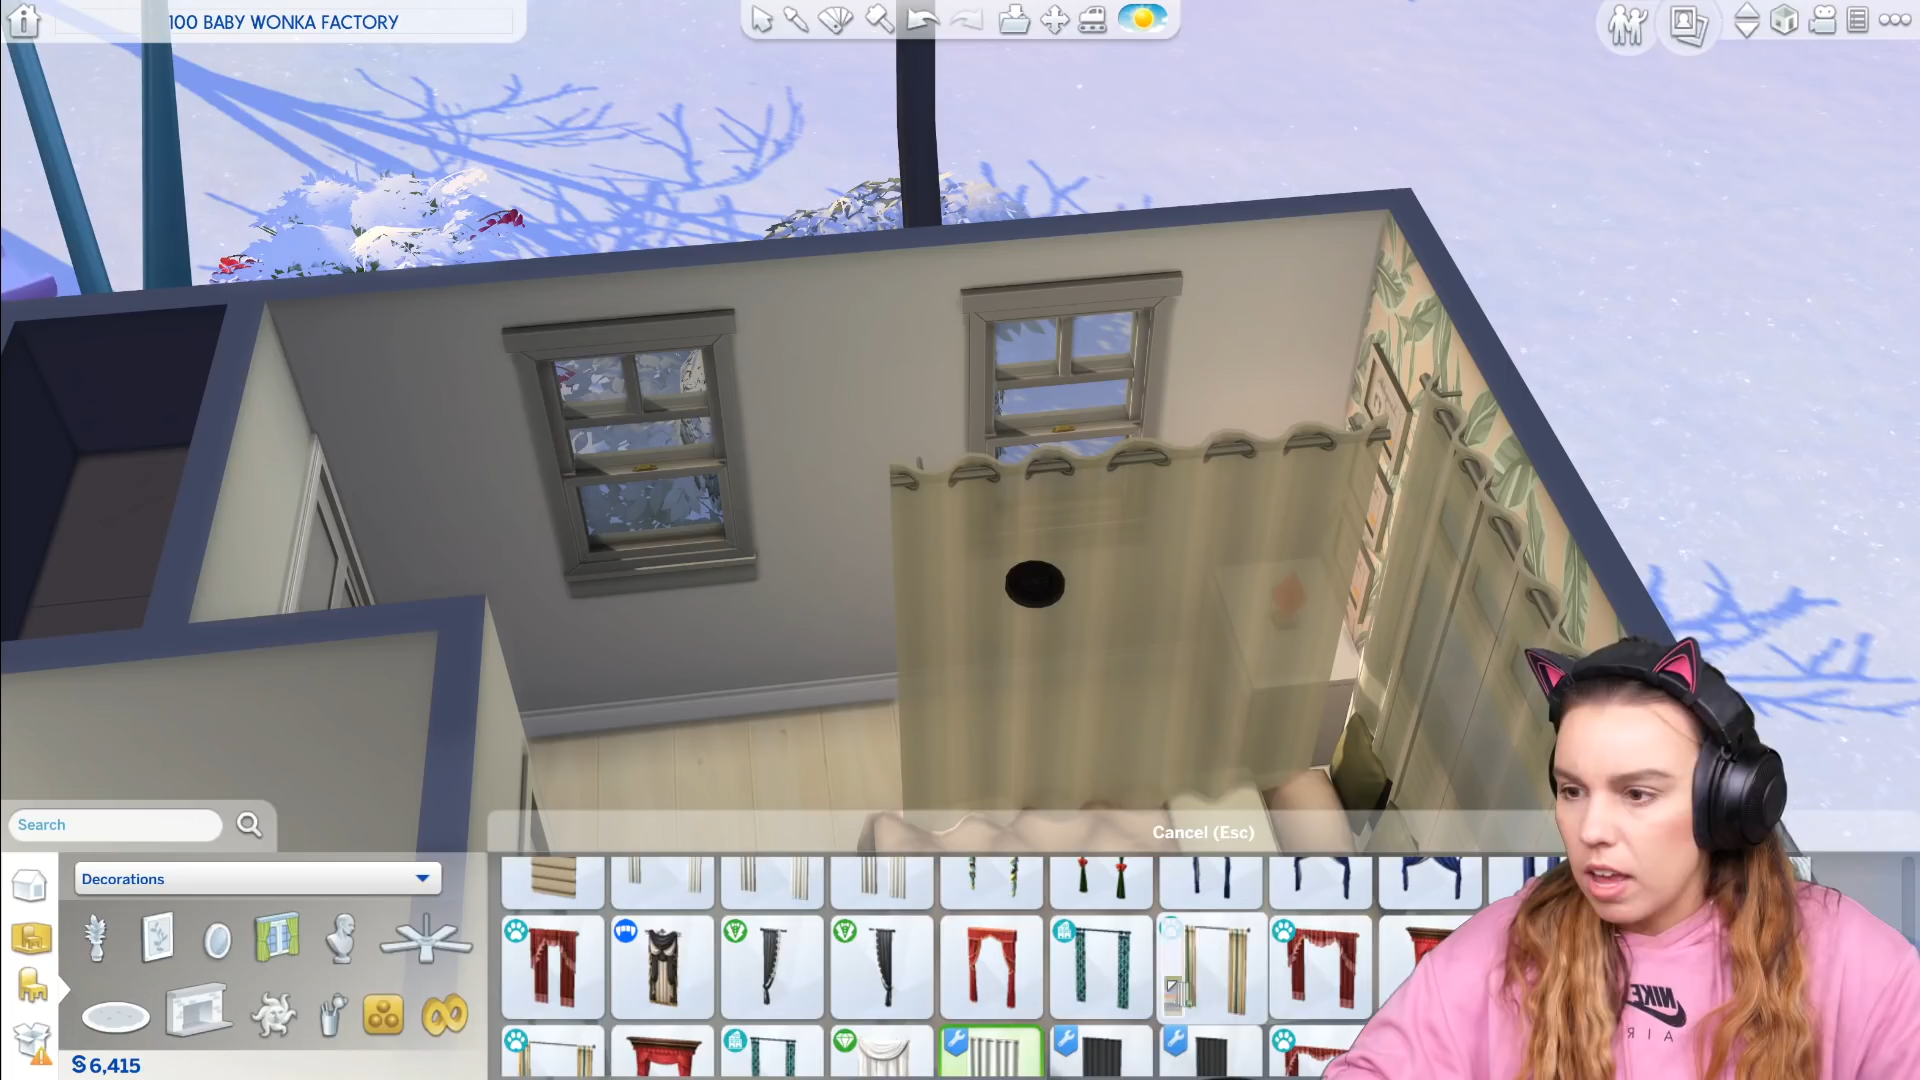 100 BABY WONKA FACTORY
Cancel (Esc)
Search
Decorations
§6,415
NIKE
AIR